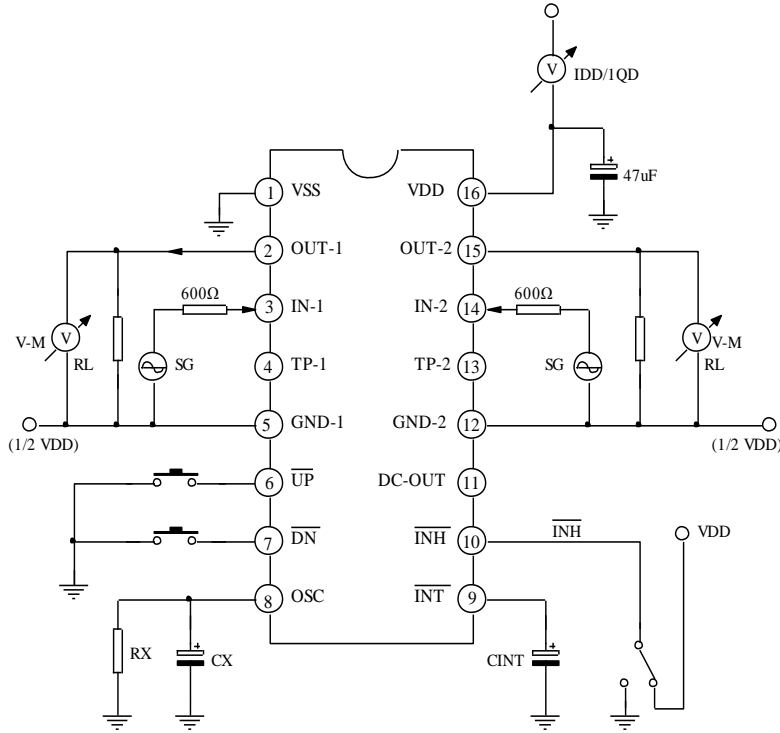 V IDD/1QD
47uF
1 VSS VDD 16
2 OUT-1 OUT-2 15
600Ω 3 IN-1 IN-2 14 600Ω
V-M V RL SG 4 TP-1 TP-2 13 SG V V-M RL
(1/2 VDD) 5 GND-1 GND-2 12 (1/2 VDD)
6 UP DC-OUT 11
7 DN INH 10 INH VDD
8 OSC INT 9
RX CX CINT